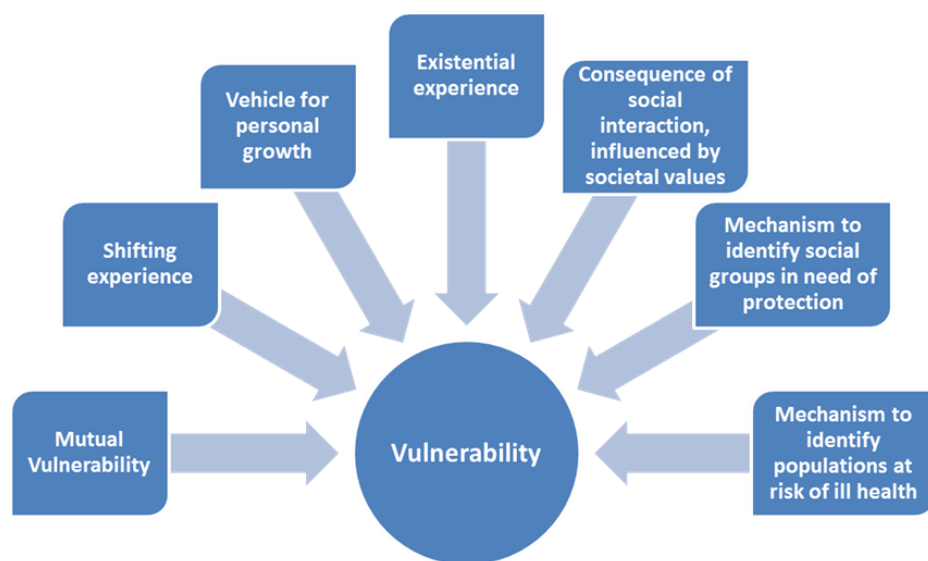 Existential
experience
Consequence of
social
interaction,
influenced by
societal values
Vehicle for
personal
growth
Shifting
experience
Mechanism to
identify social
groups in need of
protection
Mutual
Vulnerability
Vulnerability
Mechanism to
identify
populations at
risk of ill health